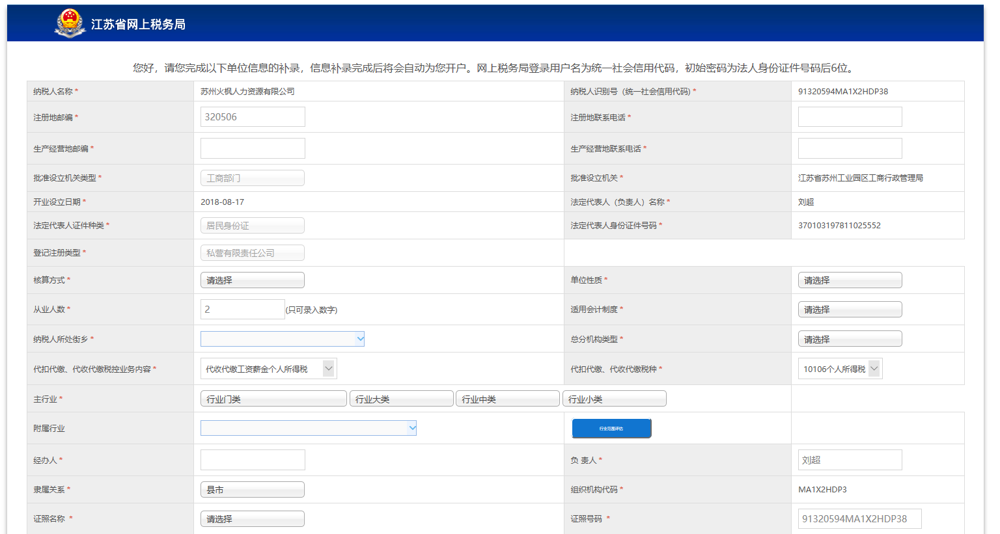 江苏省网上税务局
您好，请您完成以下单位信息的补录，信息补录完成后将会自动为您开户。网上税务局登录用户名为统一社会信用代码，初始密码为法人身份证件号码后6位。
纳税人名称 * 苏州火枫人力资源有限公司 纳税人识别号（统一社会信用代码) * 91320594MA1X2HDP38
注册地邮编 * 320506 注册地联系电话 *
生产经营地邮编 * 生产经营地联系电话 *
批准设立机关类型 * 工商部门 批准设立机关 * 江苏省苏州工业园区工商行政管理局
开业设立日期 * 2018-08-17 法定代表人（负责人）名称 * 刘超
法定代表人证件种类 * 居民身份证 法定代表人身份证件号码 * 370103197811025552
登记注册类型 * 私营有限责任公司
核算方式 * 请选择 单位性质 * 请选择
从业人数 * 2 (只可录入数字) 适用会计制度 * 请选择
纳税人所处街乡 * 总分机构类型 * 请选择
代扣代缴、代收代缴税控业务内容 * 代收代缴工资薪金个人所得税 代扣代缴、代收代缴税种 * 10106个人所得税
主行业 * 行业门类 行业大类 行业中类 行业小类
附属行业 行业范围评估
经办人 * 负 责人 * 刘超
隶属关系 * 县市 组织机构代码 * MA1X2HDP3
证照名称 * 请选择 证照号码 * 91320594MA1X2HDP38